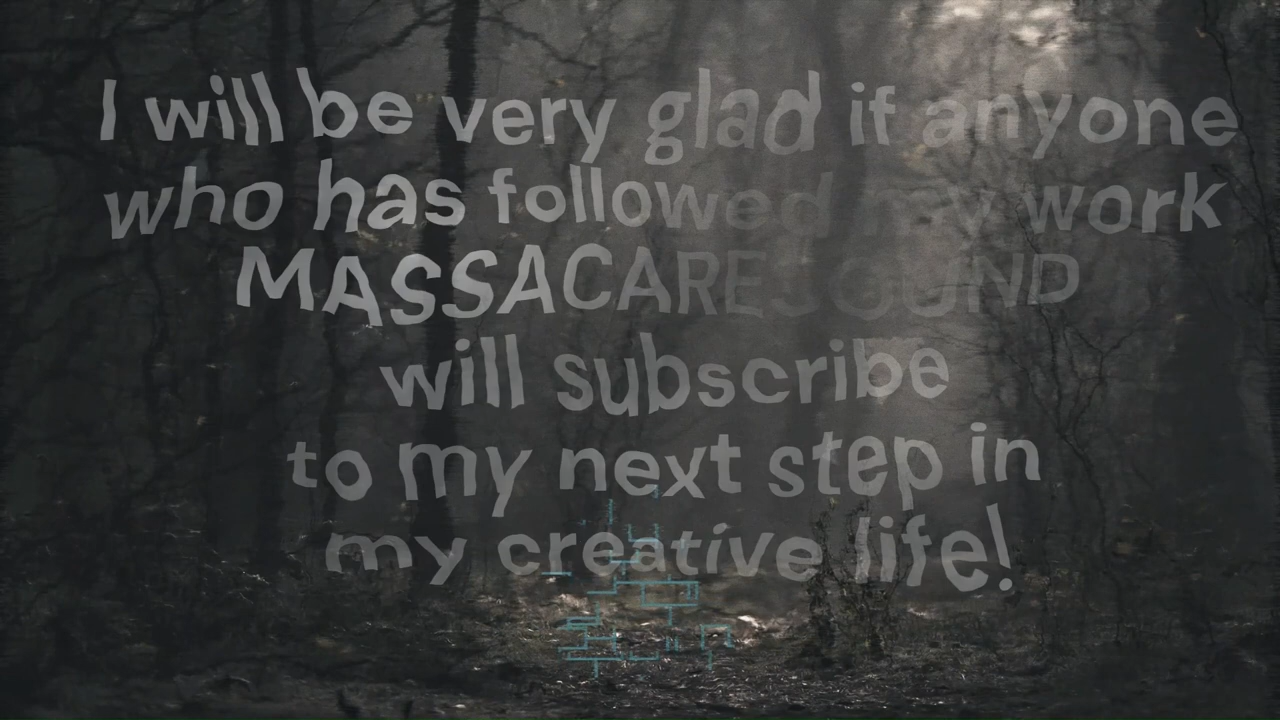 I will be very glad if anyone
who has followed my work
MASSACARESOUND
will subscribe
to my next step in
my creative life!